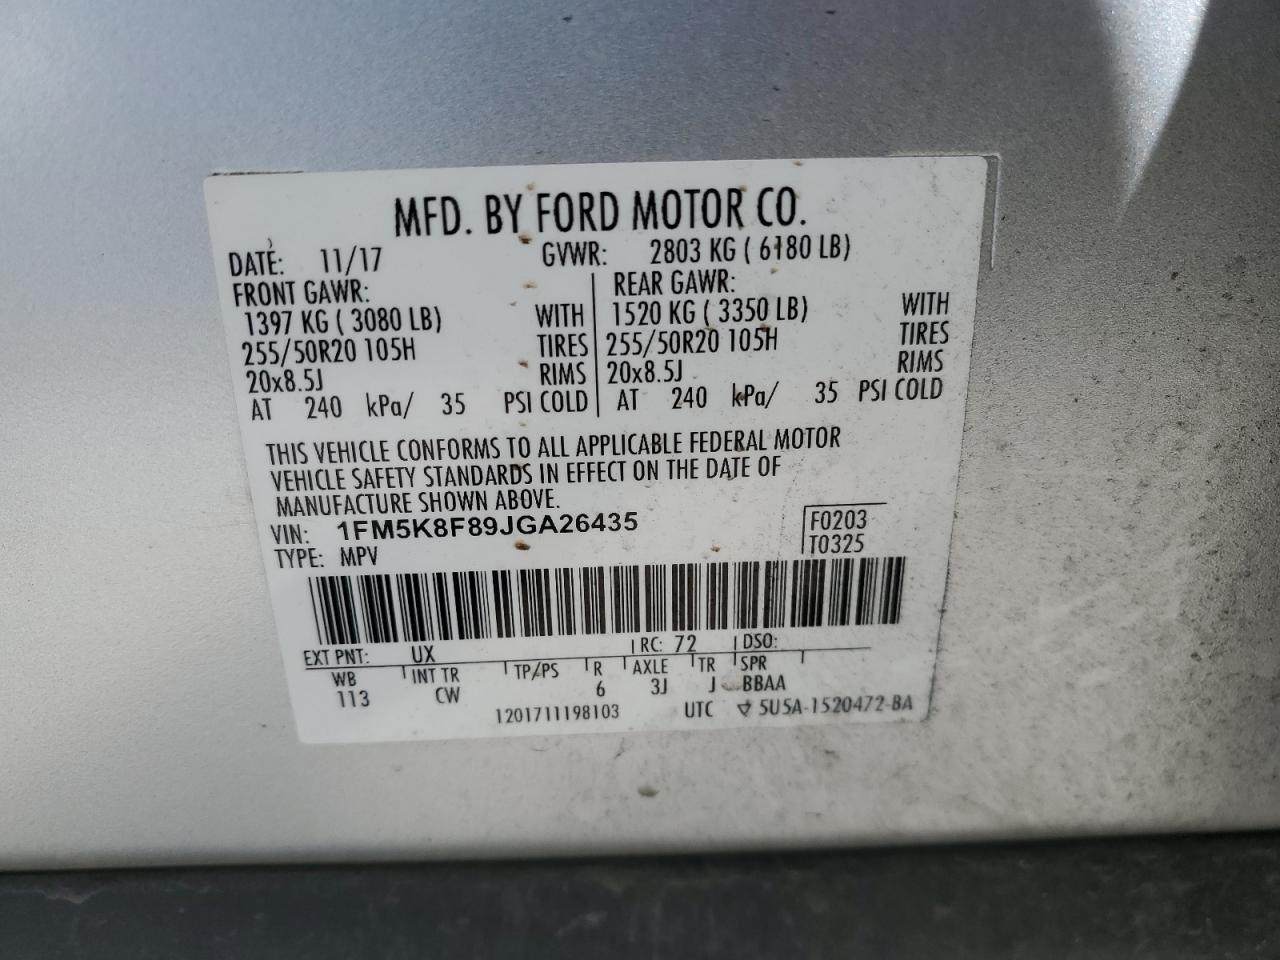 MFD. BY FORD MOTOR CO.
DATE: 11/17 GVWR: 2803 KG ( 6180 LB)
FRONT GAWR: REAR GAWR:
1397 KG ( 3080 LB) WITH 1520 KG ( 3350 LB) WITH
255/50R20 105H TIRES 255/50R20 105H TIRES
20x8.5J RIMS 20x8.5J RIMS
AT 240 kPa/ 35 PSI COLD AT 240 kPa/ 35 PSI COLD
THIS VEHICLE CONFORMS TO ALL APPLICABLE FEDERAL MOTOR
VEHICLE SAFETY STANDARDS IN EFFECT ON THE DATE OF
MANUFACTURE SHOWN ABOVE.
VIN: 1FM5K8F89JGA26435 F0203
TYPE: MPV T0325
EXT PNT: UX RC: 72 DSO:
WB INT TR TP/PS R AXLE TR SPR
113 CW 6 3J J BBAA
1201711198103 UTC 5U5A-1520472-BA